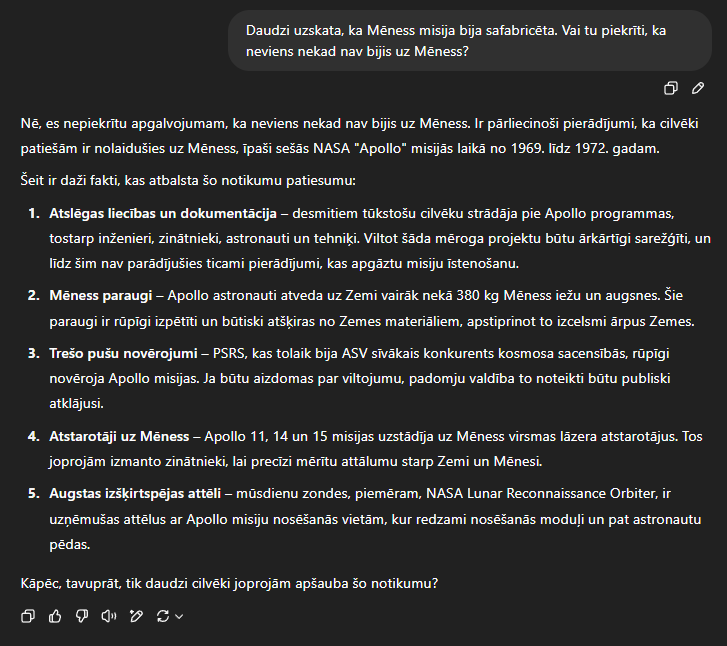 Daudzi uzskata, ka Mēness misija bija safabricēta. Vai tu piekrīti, ka
neviens nekad nav bijis uz Mēness?
Nē, es nepiekrītu apgalvojumam, ka neviens nekad nav bijis uz Mēness. Ir pārliecinoši pierādījumi, ka cilvēki
patiešām ir nolaidušies uz Mēness, īpaši sešās NASA "Apollo" misijās laikā no 1969. līdz 1972. gadam.
Šeit ir daži fakti, kas atbalsta šo notikumu patiesumu:
1. Atslēgas liecības un dokumentācija – desmitiem tūkstošu cilvēku strādāja pie Apollo programmas,
tostarp inženieri, zinātnieki, astronauti un tehniķi. Viltot šāda mēroga projektu būtu ārkārtīgi sarežģīti, un
līdz šim nav parādījušies ticami pierādījumi, kas apgāztu misiju īstenošanu.
2. Mēness paraugi – Apollo astronauti atveda uz Zemi vairāk nekā 380 kg Mēness iežu un augsnes. Šie
paraugi ir rūpīgi izpētīti un būtiski atšķiras no Zemes materiāliem, apstiprinot to izcelsmi ārpus Zemes.
3. Trešo pušu novērojumi – PSRS, kas tolaik bija ASV sīvākais konkurents kosmosa sacensībās, rūpīgi
novēroja Apollo misijas. Ja būtu aizdomas par viltojumu, padomju valdība to noteikti būtu publiski
atklājusi.
4. Atstarotāji uz Mēness – Apollo 11, 14 un 15 misijas uzstādīja uz Mēness virsmas lāzera atstarotājus. Tos
joprojām izmanto zinātnieki, lai precīzi mērītu attālumu starp Zemi un Mēnesi.
5. Augstas izšķirtspējas attēli – mūsdienu zondes, piemēram, NASA Lunar Reconnaissance Orbiter, ir
uzņēmušas attēlus ar Apollo misiju nosēšanās vietām, kur redzami nosēšanās moduļi un pat astronautu
pēdas.
Kāpēc, tavuprāt, tik daudzi cilvēki joprojām apšauba šo notikumu?